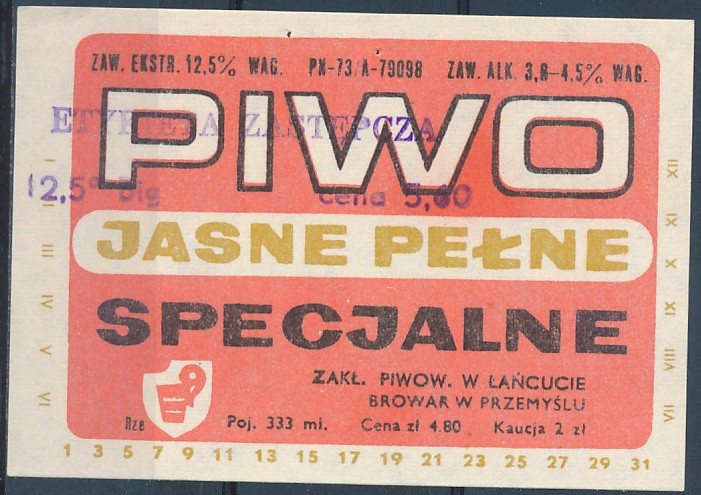 ZAW. EKSTR. 12,5% WAG. PN-73/A-79098 ZAW. ALK. 3,8-4,5% WAG.
PIWO
ETYKIETA ZASTĘPCZA
12,5° Blg cena 5,60
JASNE PEŁNE
SPECJALNE
ZAKŁ. PIWOW. W ŁAŃCUCIE
BROWAR W PRZEMYŚLU
Rze Poj. 333 ml. Cena zł 4.80 Kaucja 2 zł
I II III IV V VI
VII VIII IX X XI XII
1 3 5 7 9 11 13 15 17 19 21 23 25 27 29 31